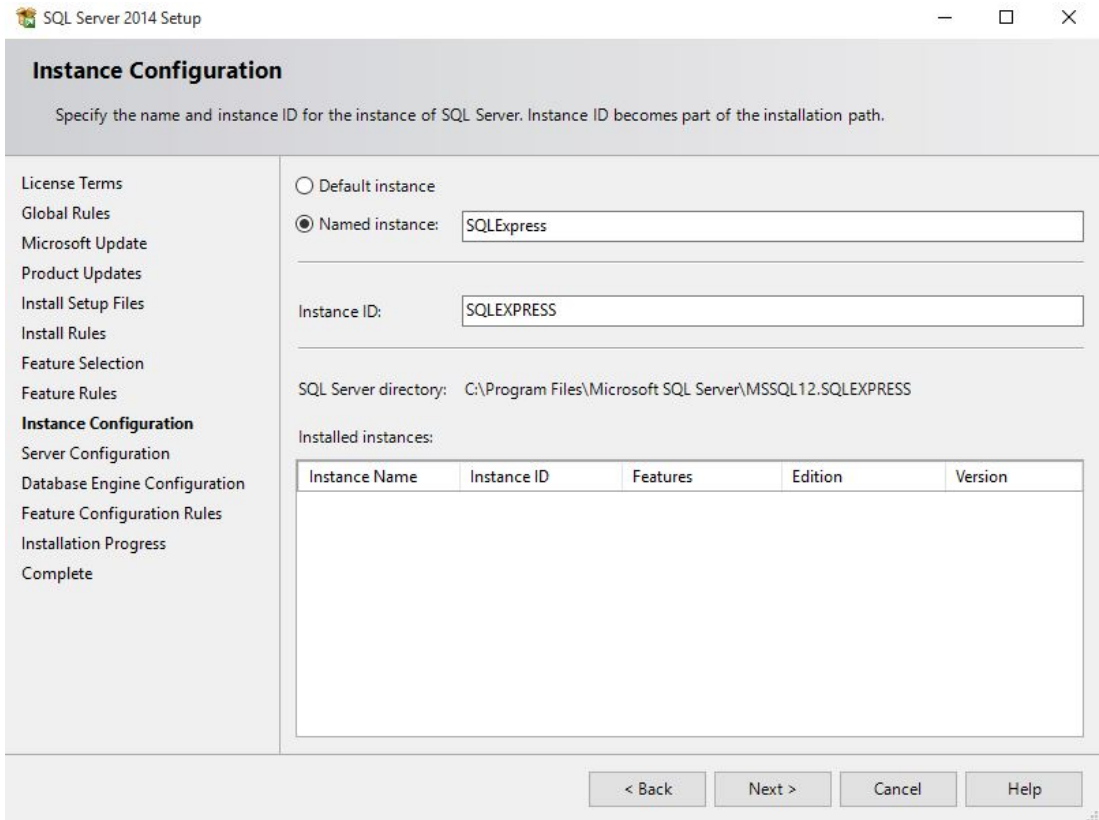 SQL Server 2014 Setup
Instance Configuration
Specify the name and instance ID for the instance of SQL Server. Instance ID becomes part of the installation path.
License Terms
Global Rules
Microsoft Update
Product Updates
Install Setup Files
Install Rules
Feature Selection
Feature Rules
Instance Configuration
Server Configuration
Database Engine Configuration
Feature Configuration Rules
Installation Progress
Complete
Default instance
Named instance: SQLExpress
Instance ID: SQLEXPRESS
SQL Server directory: C:\Program Files\Microsoft SQL Server\MSSQL12.SQLEXPRESS
Installed instances:
Instance Name Instance ID Features Edition Version
< Back Next > Cancel Help